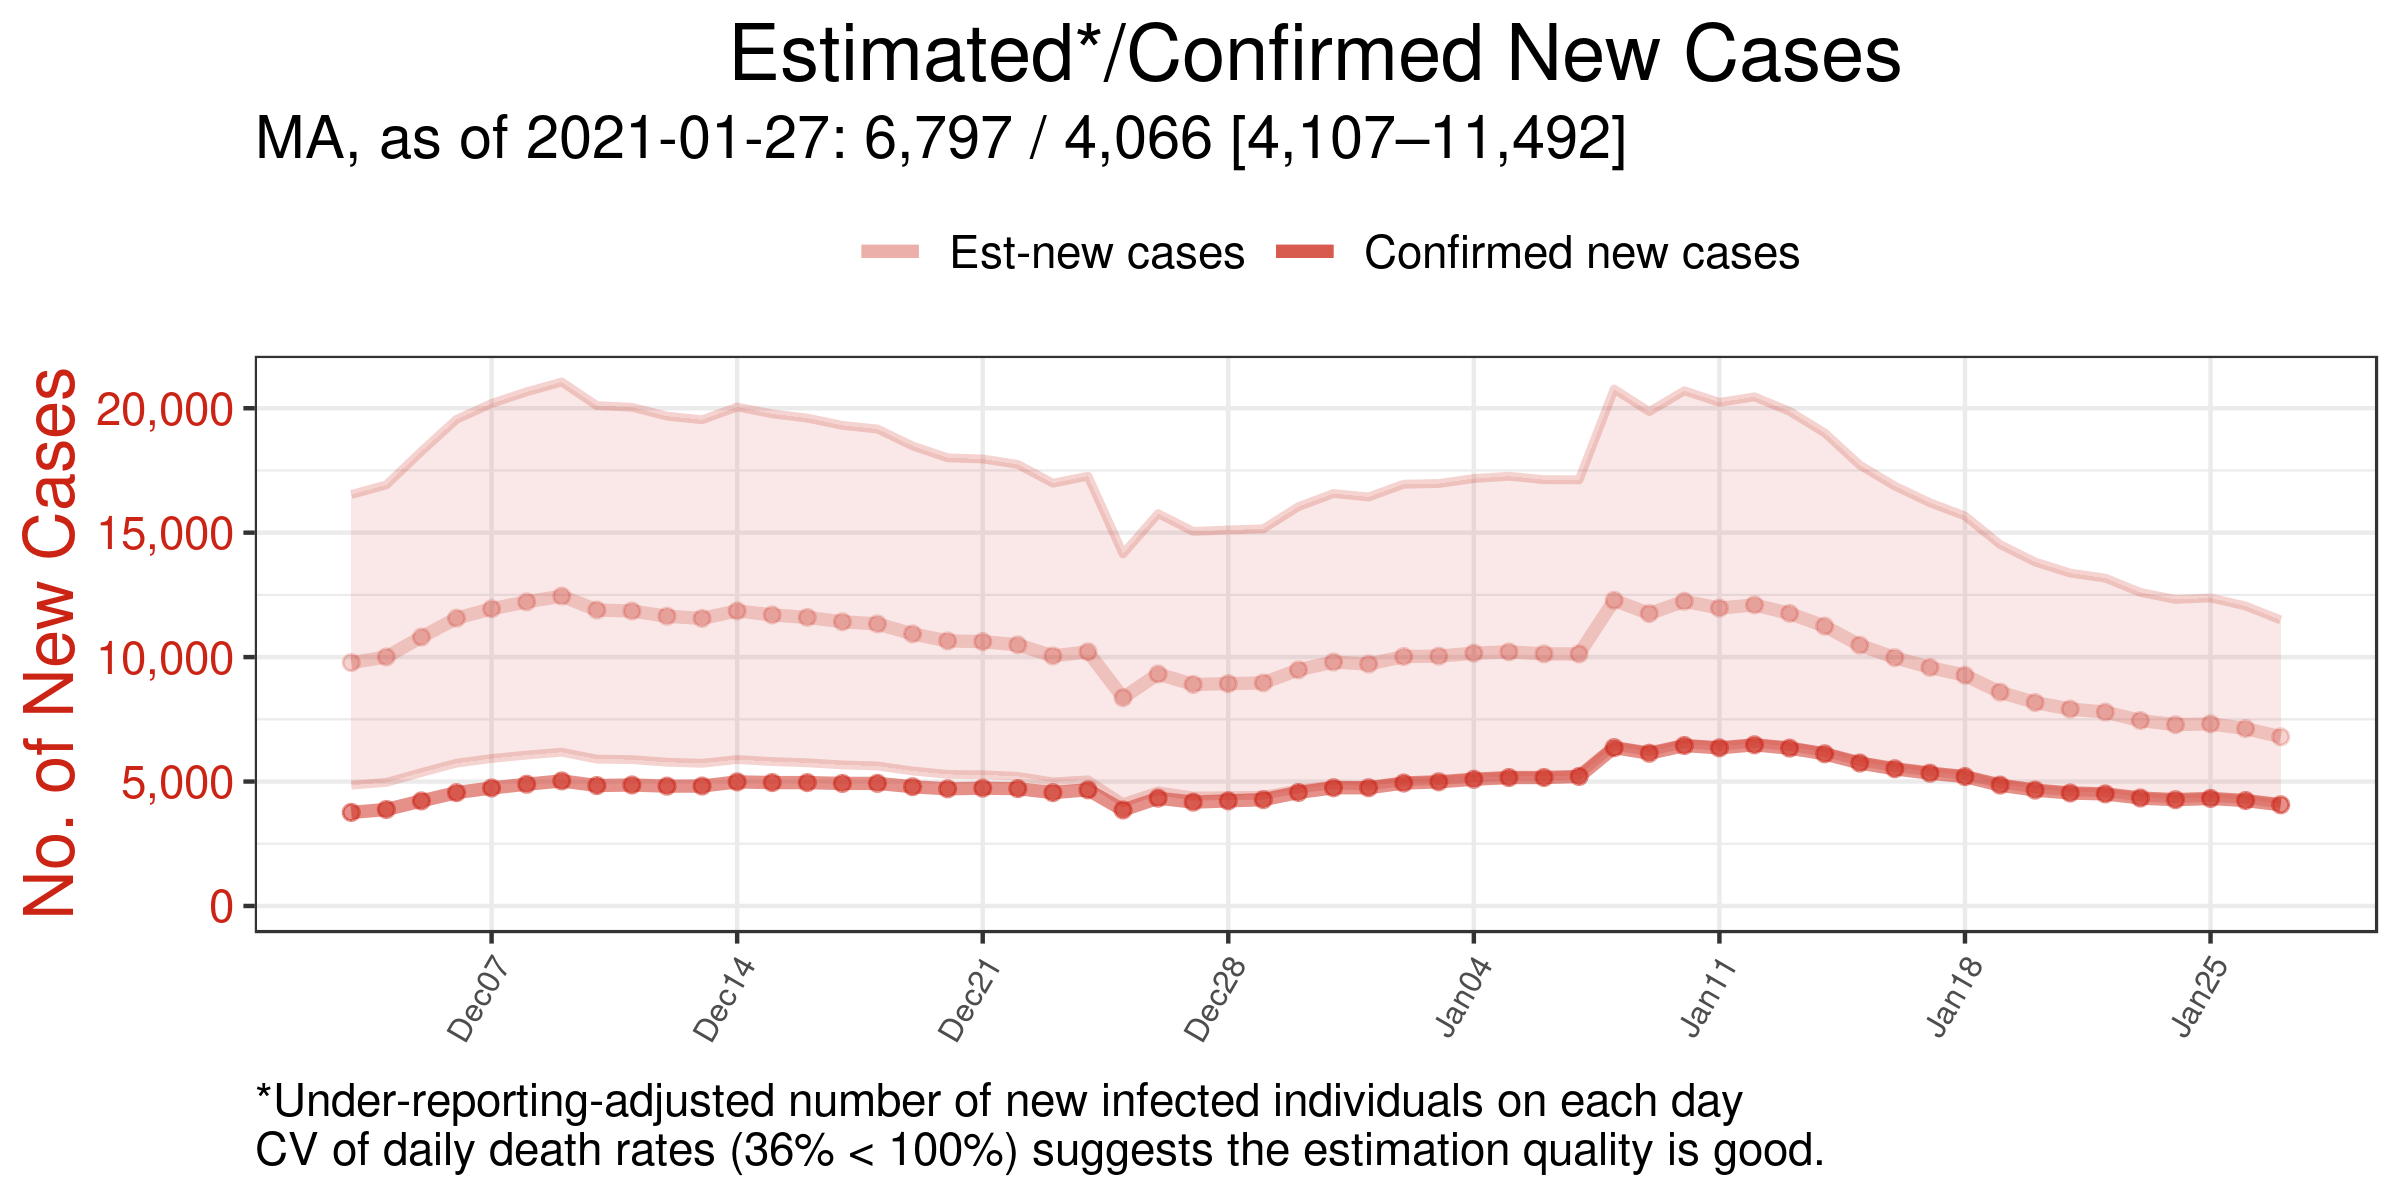 Estimated*/Confirmed New Cases
MA, as of 2021-01-27: 6,797 / 4,066 [4,107–11,492]
Est-new cases
Confirmed new cases
No. of New Cases
20,000
15,000
10,000
5,000
0
Dec07
Dec14
Dec21
Dec28
Jan04
Jan11
Jan18
Jan25
*Under-reporting-adjusted number of new infected individuals on each day
CV of daily death rates (36% < 100%) suggests the estimation quality is good.